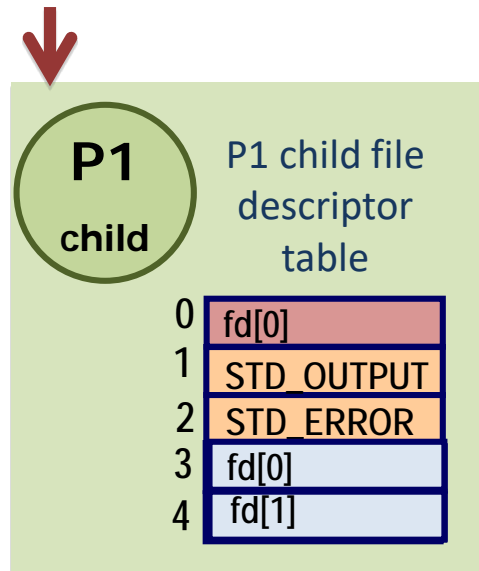 P1
child
P1 child file
descriptor
table
0 fd[0]
1 STD_OUTPUT
2 STD_ERROR
3 fd[0]
4 fd[1]